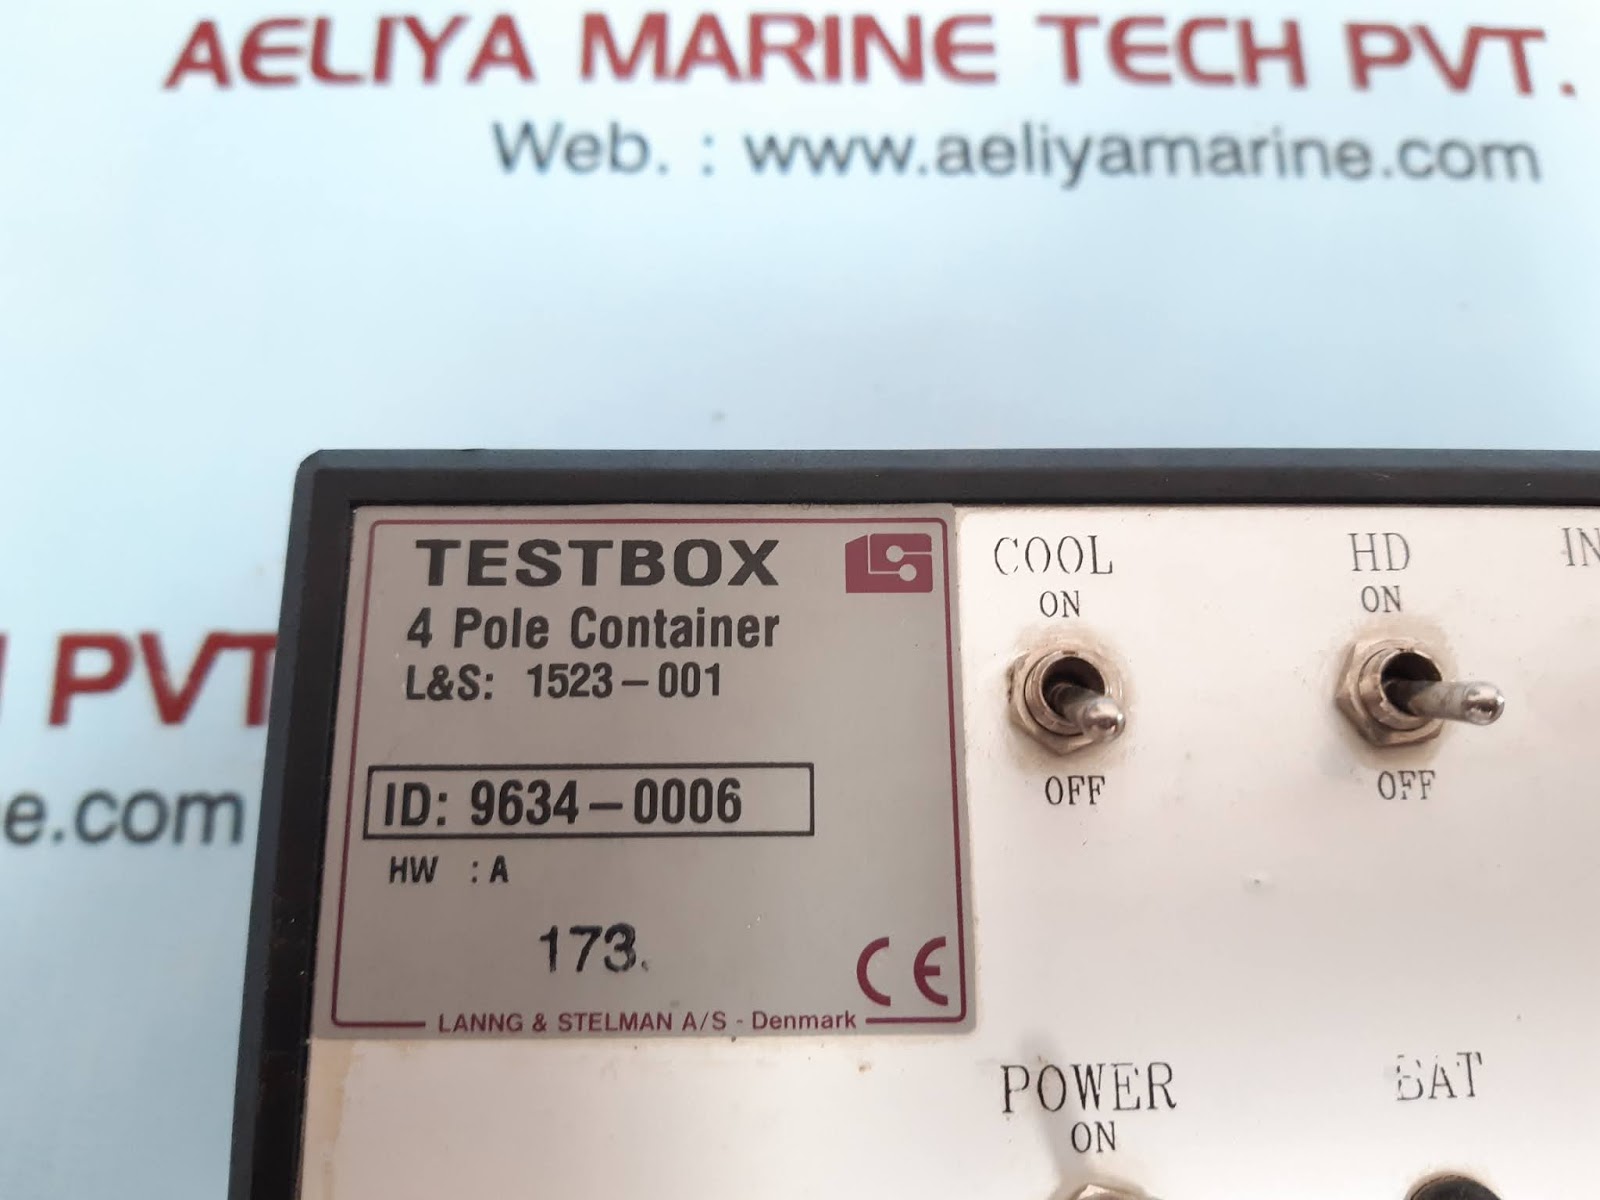 AELIYA MARINE TECH PVT.
Web. : www.aeliyamarine.com
PVT
e.com
TESTBOX
4 Pole Container
L&S: 1523-001
ID: 9634-0006
HW : A
173.
CE
LANNG & STELMAN A/S - Denmark
COOL
ON
OFF
HD
ON
OFF
IN
POWER
ON
BAT